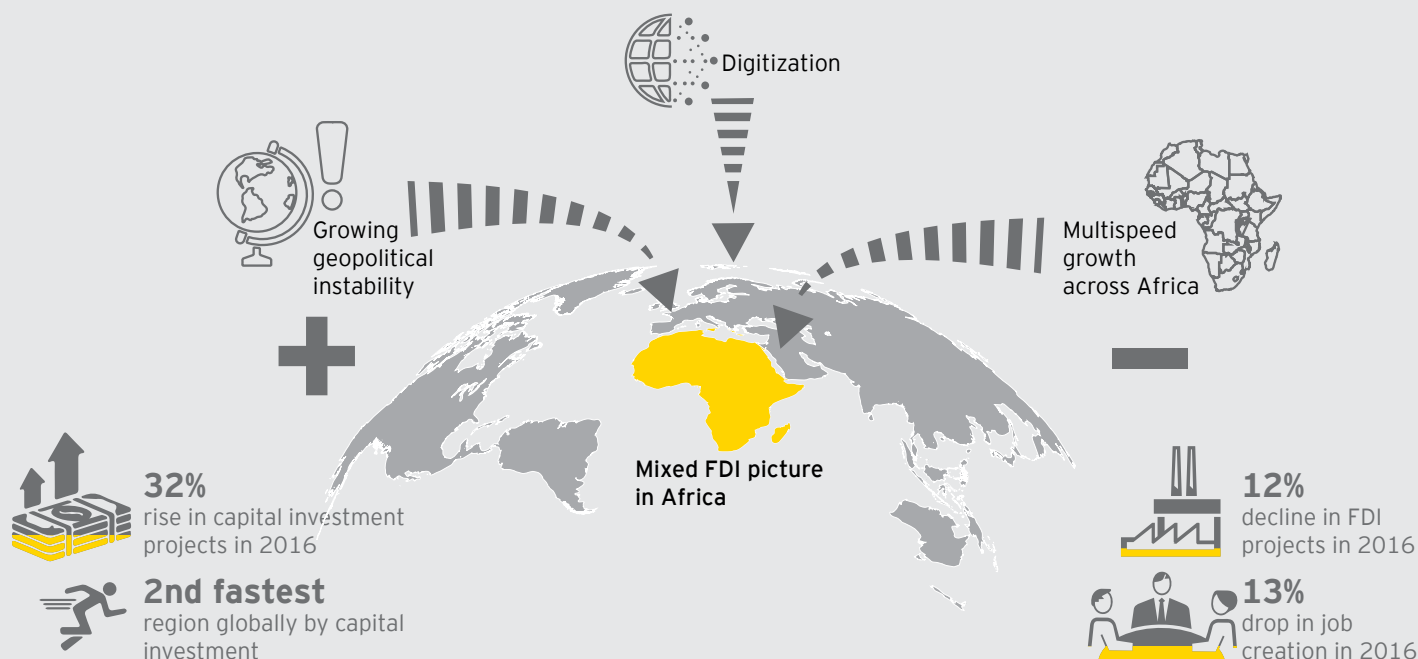 Digitization
Growing
geopolitical
instability
Multispeed
growth
across Africa
Mixed FDI picture
in Africa
32%
rise in capital investment
projects in 2016
2nd fastest
region globally by capital
investment
12%
decline in FDI
projects in 2016
13%
drop in job
creation in 2016